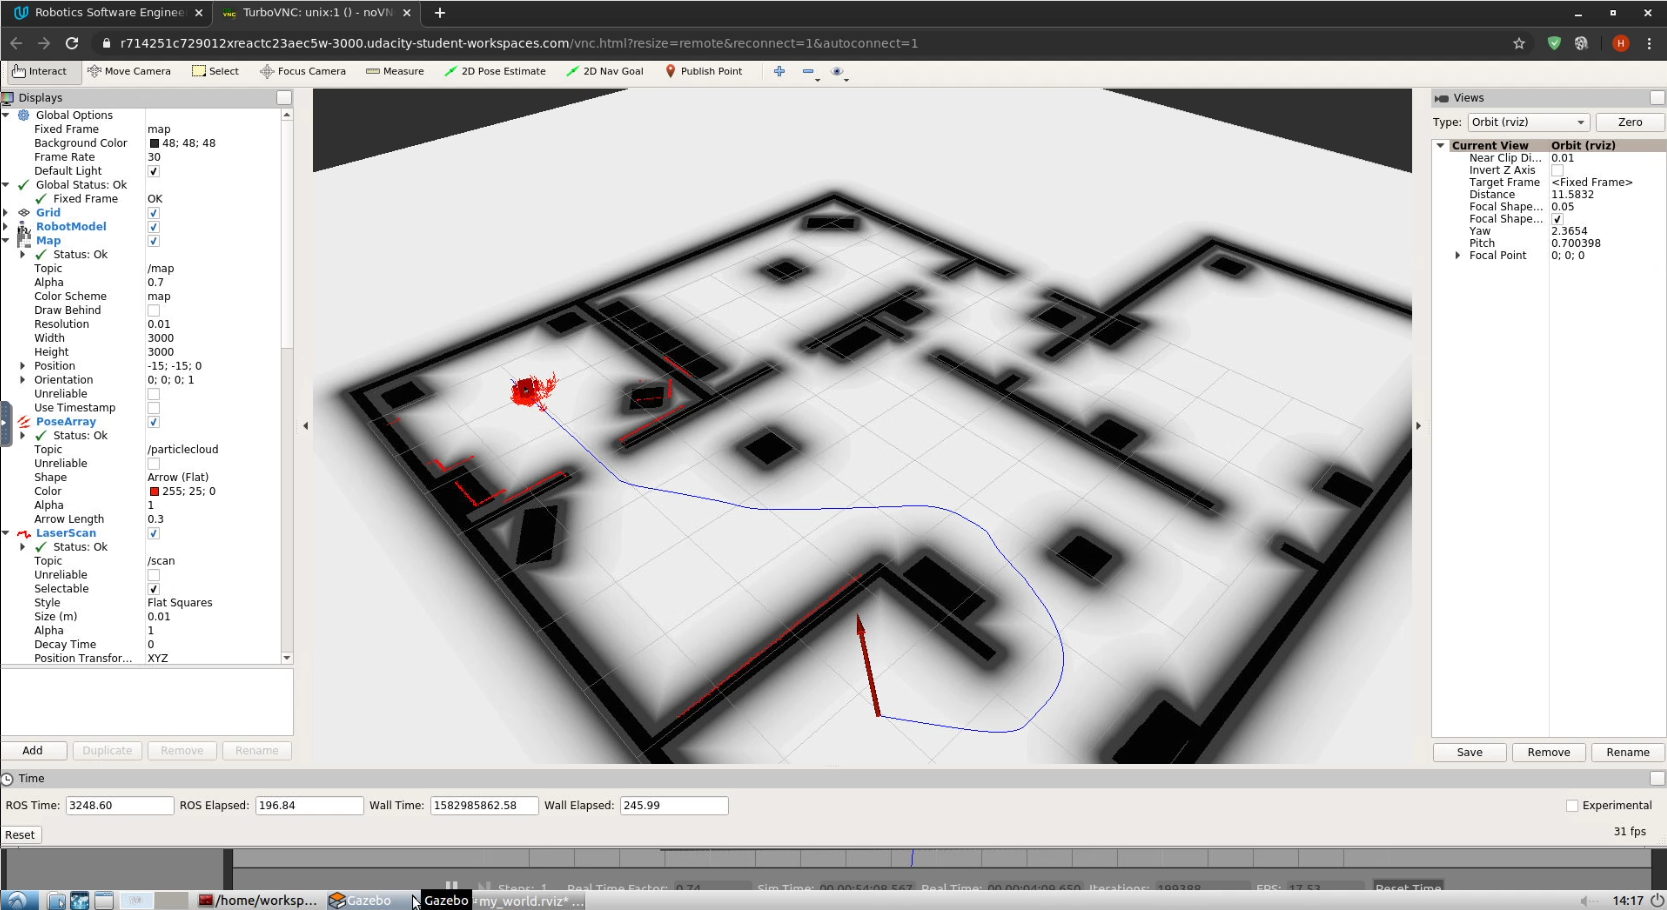 Robotics Software Enginee
TurboVNC: unix:1 () - noVN
r714251c729012xreactc23aec5w-3000.udacity-student-workspaces.com/vnc.html?resize=remote&reconnect=1&autoconnect=1
H
Interact Move Camera Select Focus Camera Measure 2D Pose Estimate 2D Nav Goal Publish Point
Displays
Global Options
Fixed Frame map
Background Color 48; 48; 48
Frame Rate 30
Default Light
Global Status: Ok
Fixed Frame OK
Grid
RobotModel
Map
Status: Ok
Topic /map
Alpha 0.7
Color Scheme map
Draw Behind
Resolution 0.01
Width 3000
Height 3000
Position -15; -15; 0
Orientation 0; 0; 0; 1
Unreliable
Use Timestamp
PoseArray
Status: Ok
Topic /particlecloud
Unreliable
Shape Arrow (Flat)
Color 255; 25; 0
Alpha 1
Arrow Length 0.3
LaserScan
Status: Ok
Topic /scan
Unreliable
Selectable
Style Flat Squares
Size (m) 0.01
Alpha 1
Decay Time 0
Position Transfor... XYZ
Add Duplicate Remove Rename
Views
Type: Orbit (rviz) Zero
Current View Orbit (rviz)
Near Clip Di... 0.01
Invert Z Axis
Target Frame <Fixed Frame>
Distance 11.5832
Focal Shape... 0.05
Focal Shape...
Yaw 2.3654
Pitch 0.700398
Focal Point 0; 0; 0
Save Remove Rename
Time
ROS Time: 3248.60 ROS Elapsed: 196.84 Wall Time: 1582985862.58 Wall Elapsed: 245.99 Experimental
Reset 31 fps
Steps: 1 Real Time Factor: 0.74 Sim Time: 00 00:54:08.567 Real Time: 00 00:04:09.650 Iterations: 199388 FPS: 17.53 Reset Time
/home/worksp... Gazebo Gazebo my_world.rviz* ... 14:17